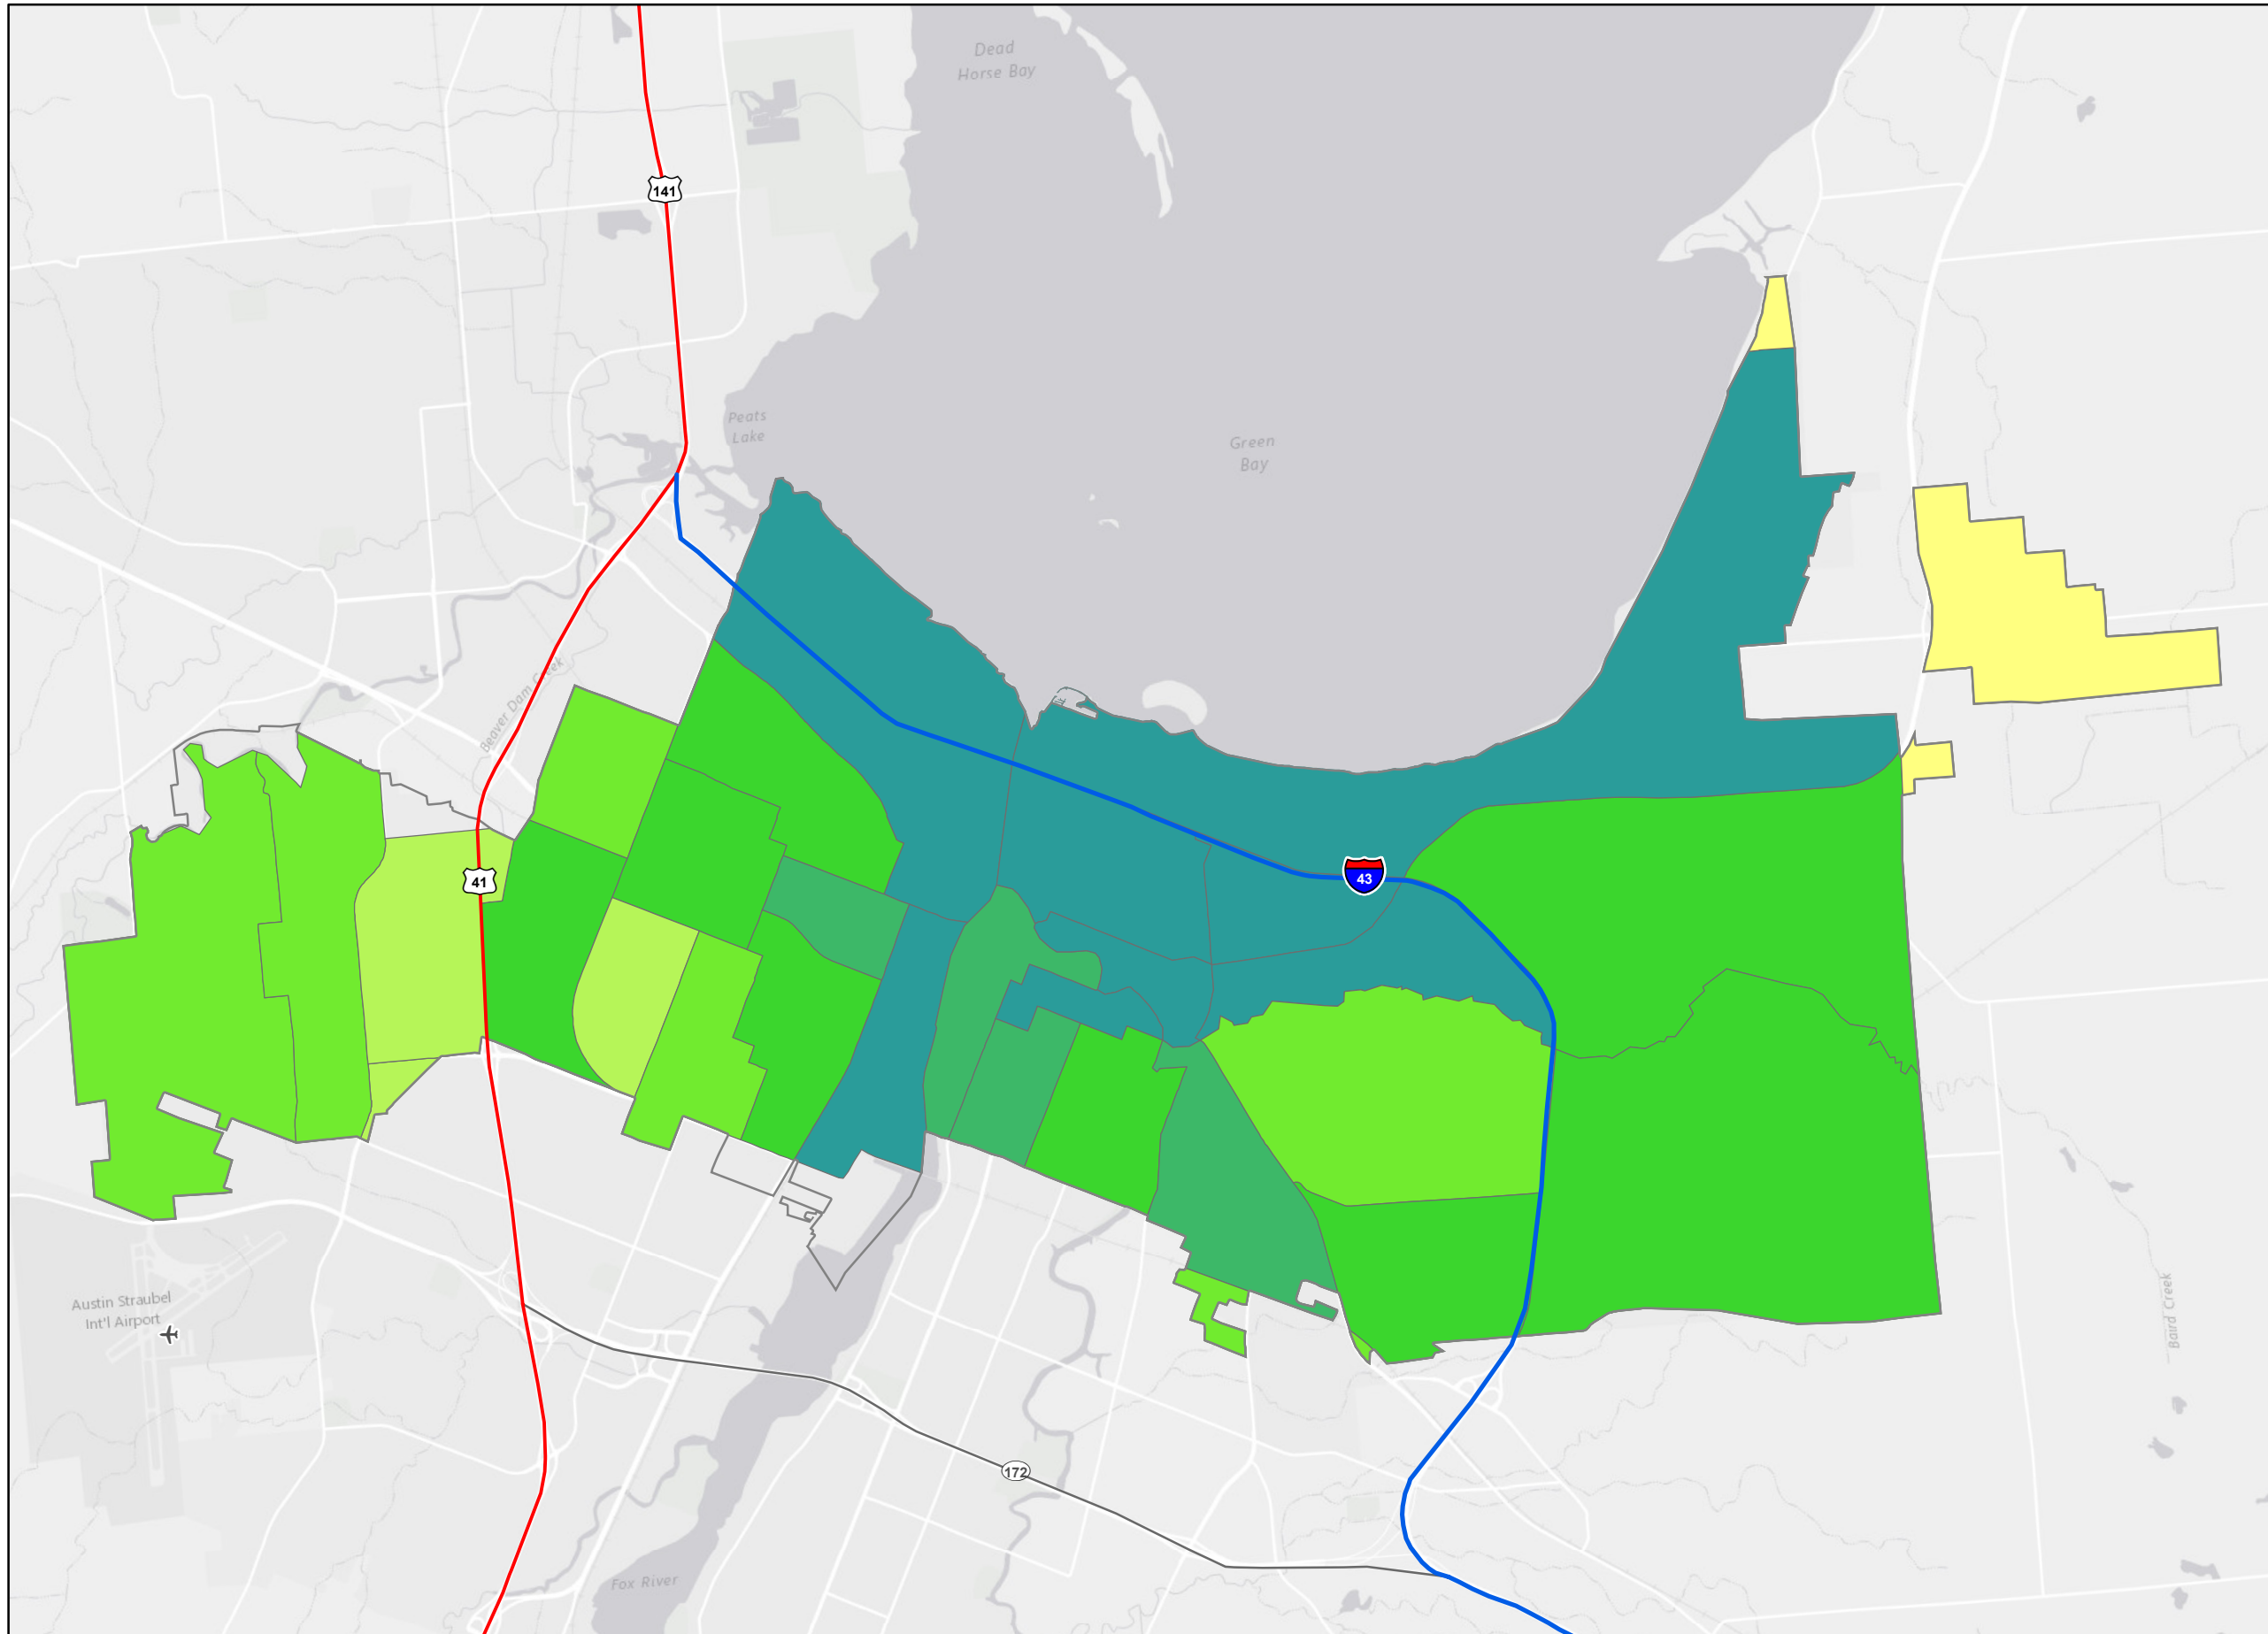 Dead
Horse Bay
141
Peats
Lake
Green
Bay
Beaver Dam Creek
41
43
Austin Straubel
Int'l Airport
Baird Creek
172
Fox River